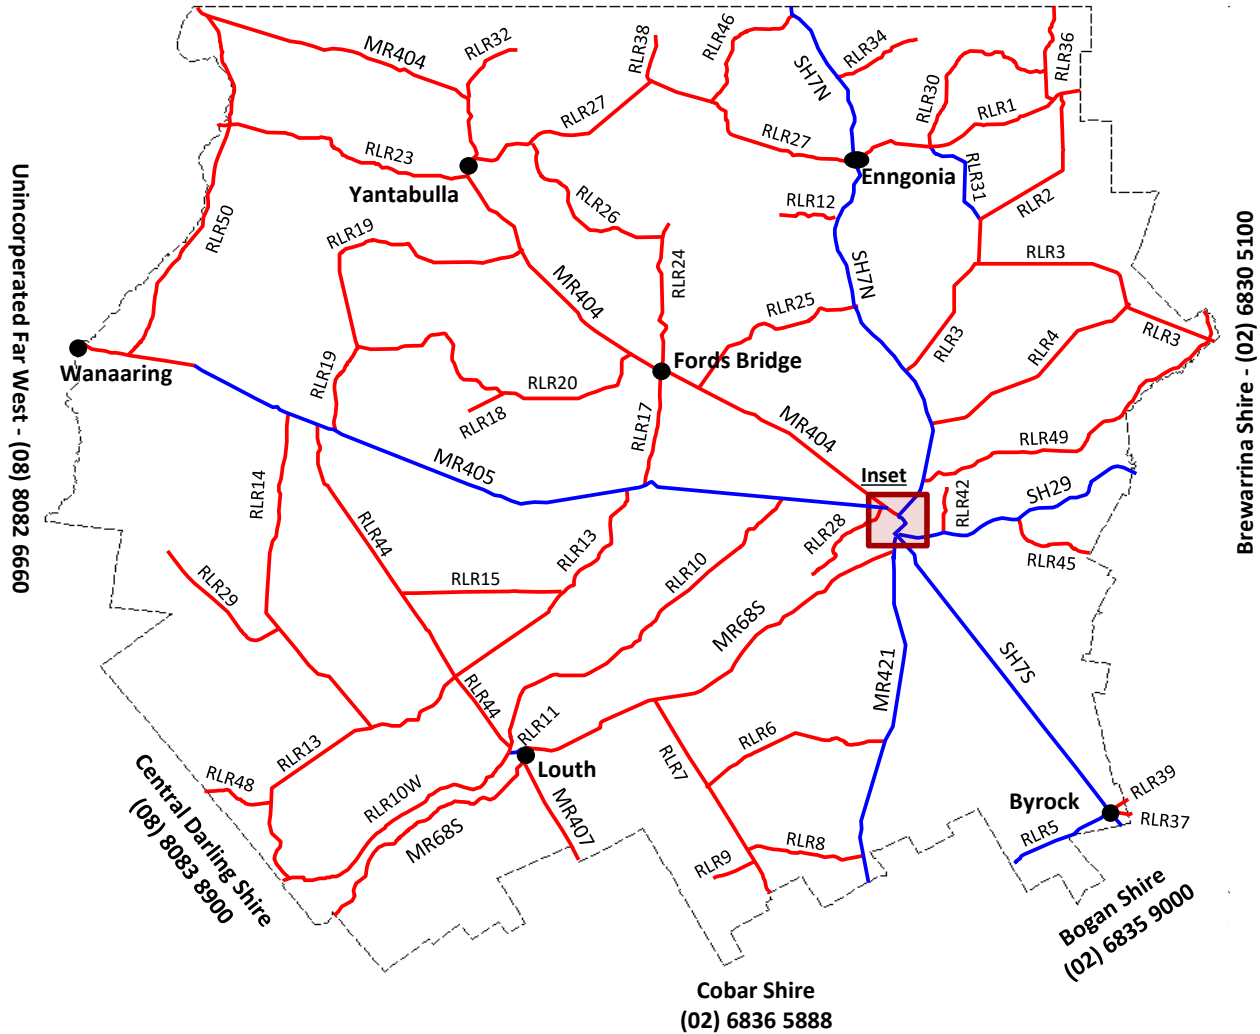 MR404
RLR32
RLR38
RLR46
SH7N
RLR34
RLR36
RLR30
RLR1
RLR27
RLR27
RLR23
Yantabulla
Enngonia
RLR31
RLR2
RLR12
RLR26
RLR50
RLR19
RLR24
MR404
SH7N
RLR3
RLR25
RLR3
RLR4
RLR3
Wanaaring
Fords Bridge
RLR19
RLR20
RLR18
RLR17
MR404
RLR49
MR405
Inset
RLR14
RLR42
SH29
RLR44
RLR13
RLR28
RLR10
RLR45
RLR15
RLR29
MR68S
SH7S
MR421
RLR44
RLR11
RLR6
RLR7
RLR13
Louth
RLR48
RLR10W
MR68S
MR407
Byrock
RLR39
RLR37
RLR5
RLR8
RLR9
Unincorperated Far West - (08) 8082 6660
Brewarrina Shire - (02) 6830 5100
Central Darling Shire
(08) 8083 8900
Bogan Shire
(02) 6835 9000
Cobar Shire
(02) 6836 5888